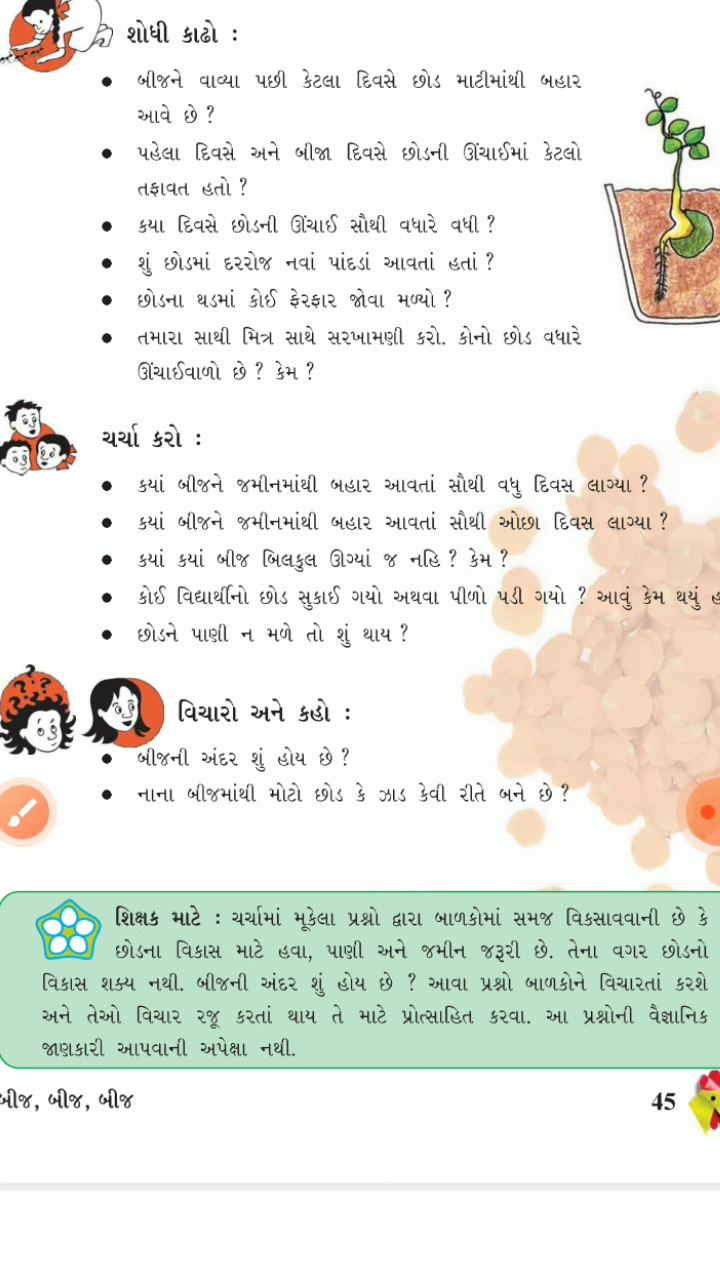 શોધી કાઢો :
• બીજને વાવ્યા પછી કેટલા દિવસે છોડ માટીમાંથી બહાર
આવે છે ?
• પહેલા દિવસે અને બીજા દિવસે છોડની ઊંચાઈમાં કેટલો
તફાવત હતો ?
• કયા દિવસે છોડની ઊંચાઈ સૌથી વધારે વધી ?
• શું છોડમાં દરરોજ નવાં પાંદડાં આવતાં હતાં ?
• છોડના થડમાં કોઈ ફેરફાર જોવા મળ્યો ?
• તમારા સાથી મિત્ર સાથે સરખામણી કરો. કોનો છોડ વધારે
ઊંચાઈવાળો છે ? કેમ ?
ચર્ચા કરો :
• કયાં બીજને જમીનમાંથી બહાર આવતાં સૌથી વધુ દિવસ લાગ્યા ?
• કયાં બીજને જમીનમાંથી બહાર આવતાં સૌથી ઓછા દિવસ લાગ્યા ?
• કયાં કયાં બીજ બિલકુલ ઊગ્યાં જ નહિ ? કેમ ?
• કોઈ વિદ્યાર્થીનો છોડ સુકાઈ ગયો અથવા પીળો પડી ગયો ? આવું કેમ થયું
• છોડને પાણી ન મળે તો શું થાય ?
વિચારો અને કહો :
• બીજની અંદર શું હોય છે ?
• નાના બીજમાંથી મોટો છોડ કે ઝાડ કેવી રીતે બને છે ?
શિક્ષક માટે : ચર્ચામાં મૂકેલા પ્રશ્નો દ્વારા બાળકોમાં સમજ વિકસાવવાની છે કે
છોડના વિકાસ માટે હવા, પાણી અને જમીન જરૂરી છે. તેના વગર છોડનો
વિકાસ શક્ય નથી. બીજની અંદર શું હોય છે ? આવા પ્રશ્નો બાળકોને વિચારતાં કરશે
અને તેઓ વિચાર રજૂ કરતાં થાય તે માટે પ્રોત્સાહિત કરવા. આ પ્રશ્નોની વૈજ્ઞાનિક
જાણકારી આપવાની અપેક્ષા નથી.
બીજ, બીજ, બીજ
45